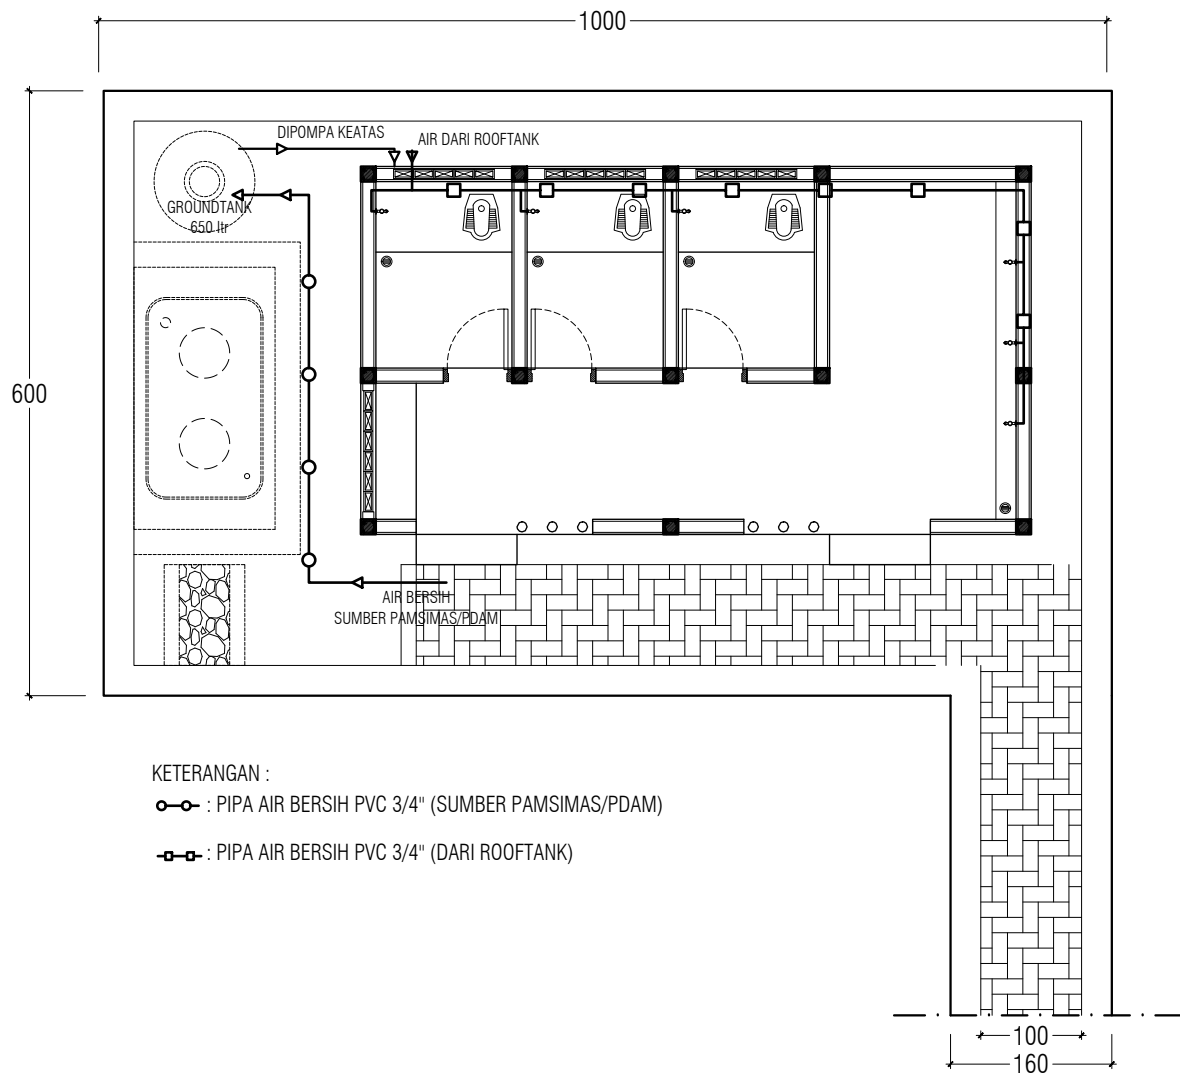 1000
DIPOMPA KEATAS
AIR DARI ROOFTANK
GROUNDTANK
650 ltr
600
AIR BERSIH
SUMBER PAMSIMAS/PDAM
KETERANGAN :
: PIPA AIR BERSIH PVC 3/4" (SUMBER PAMSIMAS/PDAM)
: PIPA AIR BERSIH PVC 3/4" (DARI ROOFTANK)
100
160